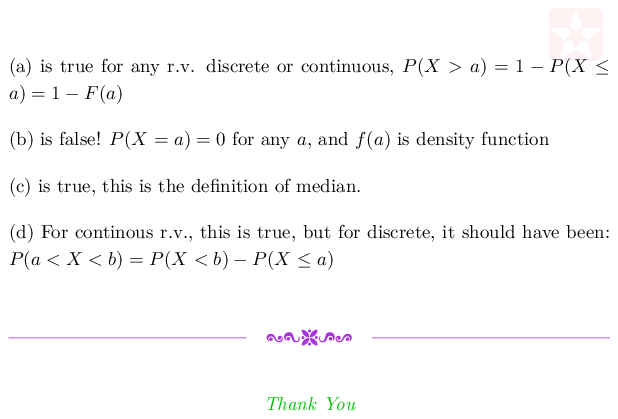 (a) is true for any r.v. discrete or continuous, P(X > a) = 1 − P(X ≤
a) = 1 − F(a)
(b) is false! P(X = a) = 0 for any a, and f(a) is density function
(c) is true, this is the definition of median.
(d) For continous r.v., this is true, but for discrete, it should have been:
P(a < X < b) = P(X < b) − P(X ≤ a)
Thank You